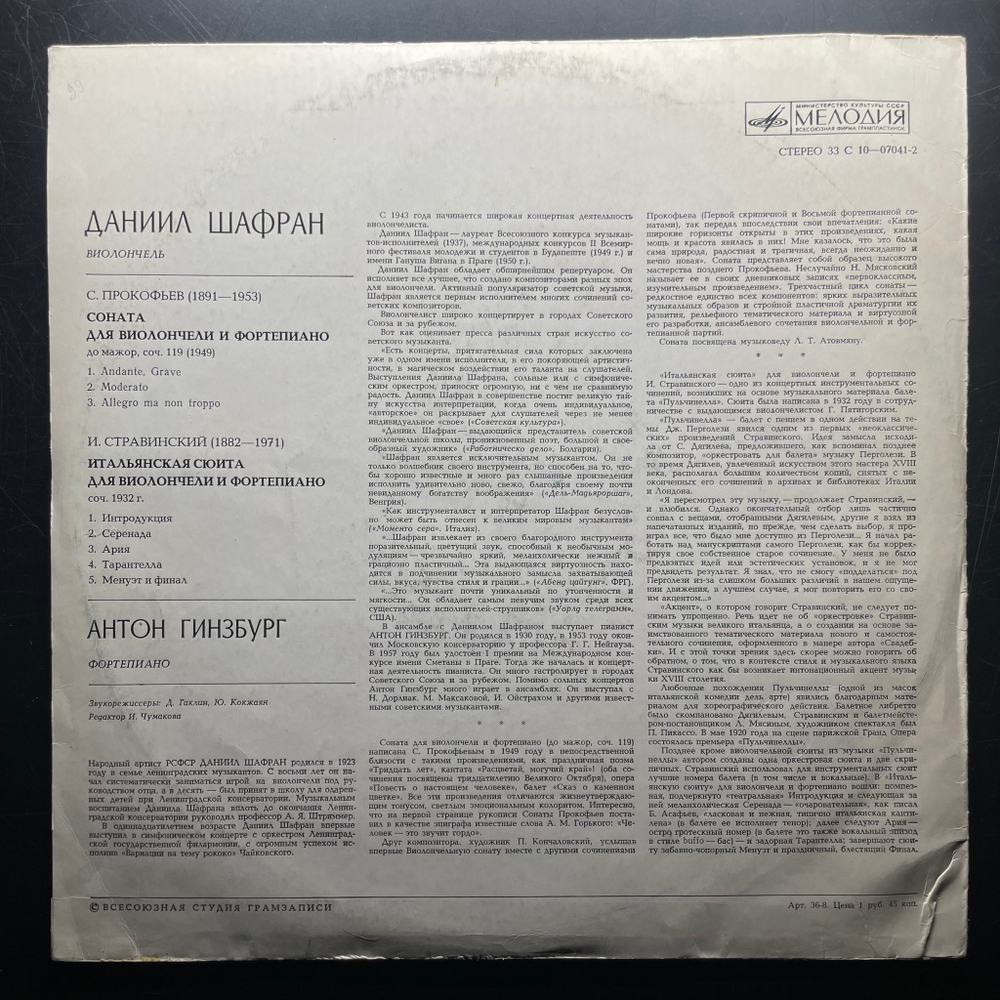 МИНИСТЕРСТВО КУЛЬТУРЫ СССР
МЕЛОДИЯ
ВСЕСОЮЗНАЯ ФИРМА ГРАМПЛАСТИНОК
СТЕРЕО 33 С 10—07041-2
ДАНИИЛ ШАФРАН
ВИОЛОНЧЕЛЬ
С. ПРОКОФЬЕВ (1891—1953)
СОНАТА
ДЛЯ ВИОЛОНЧЕЛИ И ФОРТЕПИАНО
до мажор, соч. 119 (1949)
1. Andante, Grave
2. Moderato
3. Allegro ma non troppo
И. СТРАВИНСКИЙ (1882—1971)
ИТАЛЬЯНСКАЯ СЮИТА
ДЛЯ ВИОЛОНЧЕЛИ И ФОРТЕПИАНО
соч. 1932 г.
1. Интродукция
2. Серенада
3. Ария
4. Тарантелла
5. Менуэт и финал
АНТОН ГИНЗБУРГ
ФОРТЕПИАНО
Звукорежиссеры: Д. Гаклин, Ю. Кокжаян
Редактор И. Чумакова
Народный артист РСФСР ДАНИИЛ ШАФРАН родился в 1923
году в семье ленинградских музыкантов. С восьми лет он на-
чал систематически заниматься игрой на виолончели под ру-
ководством отца, а в десять — был принят в школу для одарен-
ных детей при Ленинградской консерватории. Музыкальным
воспитанием Даниила Шафрана вплоть до окончания Ленин-
градской консерватории руководил профессор А. Я. Штриммер.
В одиннадцатилетнем возрасте Даниил Шафран впервые
выступил в симфоническом концерте с оркестром Ленинград-
ской государственной филармонии, с огромным успехом ис-
полнив «Вариации на тему рококо» Чайковского.
С 1943 года начинается широкая концертная деятельность
виолончелиста.
Даниил Шафран — лауреат Всесоюзного конкурса музыкан-
тов-исполнителей (1937), международных конкурсов II Всемир-
ного фестиваля молодежи и студентов в Будапеште (1949 г.) и
имени Гануша Вигана в Праге (1950 г.).
Даниил Шафран обладает обширнейшим репертуаром. Он
исполняет все лучшее, что создано композиторами разных эпох
для виолончели. Активный популяризатор советской музыки,
Шафран является первым исполнителем многих сочинений со-
ветских композиторов.
Виолончелист широко концертирует в городах Советского
Союза и за рубежом.
Вот как оценивает пресса различных стран искусство со-
ветского музыканта.
«Есть концерты, притягательная сила которых заключена
уже в одном имени исполнителя, в его покоряющей артистич-
ности, в магическом воздействии его таланта на слушателей.
Выступления Даниила Шафрана, сольные или с симфониче-
ским оркестром, приносят огромную, ни с чем не сравнимую
радость. Даниил Шафран в совершенстве постиг великую тай-
ну искусства интерпретации, когда очень индивидуальное,
«авторское» он раскрывает для слушателей через не менее
индивидуальное «свое» («Советская культура»).
«Даниил Шафран — выдающийся представитель советской
виолончельной школы, проникновенный поэт, большой и свое-
образный художник» («Работническо дело», Болгария).
«Шафран является исключительным музыкантом. Он не
только волшебник своего инструмента, но способен на то, что-
бы хорошо известные и много раз слышанные произведения
исполнить удивительно ново, свежо, благодаря своему почти
невиданному богатству воображения» («Дель-Мадьяроршаг»,
Венгрия).
«Как инструменталист и интерпретатор Шафран безуслов-
но может быть отнесен к великим мировым музыкантам»
(«Моменто сера», Италия).
«...Шафран извлекает из своего благородного инструмента
поразительный, цветущий звук, способный к необычным мо-
дуляциям — чрезвычайно яркий, меланхолически нежный и
грациозно пластичный... Эта выдающаяся виртуозность нахо-
дится в подчинении музыкального замысла захватывающей
силы, вкуса, чувства стиля и грации...» («Абенд цайтунг», ФРГ).
«...Это музыкант почти уникальный по утонченности и
мягкости... Он обладает самым певучим звуком среди всех
существующих исполнителей-струнников» («Уорлд телеграмм»,
США).
В ансамбле с Даниилом Шафраном выступает пианист
АНТОН ГИНЗБУРГ. Он родился в 1930 году, в 1953 году окон-
чил Московскую консерваторию у профессора Г. Г. Нейгауза.
В 1957 году был удостоен I премии на Международном кон-
курсе имени Сметаны в Праге. Тогда же началась и концерт-
ная деятельность пианиста. Он много гастролирует в городах
Советского Союза и за рубежом. Помимо сольных концертов
Антон Гинзбург много играет в ансамблях. Он выступал с
Н. Дорлиак, М. Максаковой, И. Ойстрахом и другими извест-
ными советскими музыкантами.
* * *
Соната для виолончели и фортепиано (до мажор, соч. 119)
написана С. Прокофьевым в 1949 году в непосредственной
близости с такими произведениями, как праздничная поэма
«Тридцать лет», кантата «Расцветай, могучий край»! (оба со-
чинения посвящены тридцатилетию Великого Октября), опера
«Повесть о настоящем человеке», балет «Сказ о каменном
цветке». Все эти произведения отличаются жизнеутверждаю-
щим тонусом, светлым эмоциональным колоритом. Интересно,
что на первой странице рукописи Сонаты Прокофьев поста-
вил в качестве эпиграфа известные слова А. М. Горького: «Че-
ловек — это звучит гордо».
Друг композитора, художник П. Кончаловский, услышав
впервые Виолончельную сонату вместе с другими сочинениями
Прокофьева (Первой скрипичной и Восьмой фортепианной со-
натами), так передал впоследствии свои впечатления: «Какие
широкие горизонты открыты в этих произведениях, какая
мощь и красота явилась в них! Мне казалось, что это была
сама природа, радостная и трагичная, всегда неожиданно и
вечно новая». Соната представляет собой образец высокого
мастерства позднего Прокофьева. Неслучайно Н. Мясковский
называет ее в своих дневниковых записях «первоклассным,
изумительным произведением». Трехчастный цикл сонаты —
редкостное единство всех компонентов: ярких выразительных
музыкальных образов и стройной пластичной драматургии их
развития, рельефного тематического материала и виртуозной
его разработки, ансамблевого сочетания виолончельной и фор-
тепианной партий.
Соната посвящена музыковеду Л. Т. Атовмяну.
* * *
«Итальянская сюита» для виолончели и фортепиано
И. Стравинского — одно из концертных инструментальных со-
чинений, возникших на основе музыкального материала бале-
та «Пульчинелла». Сюита была написана в 1932 году в сотруд-
ничестве с выдающимся виолончелистом Г. Пятигорским.
«Пульчинелла» — балет с пением в одном действии на те-
мы Дж. Перголези явился одним из первых «неоклассиче-
ских» произведений Стравинского. Идея замысла исходи-
ла от С. Дягилева, предложившего, как вспоминал позднее
композитор, «оркестровать для балета» музыку Перголези. В
то время Дягилев, увлеченный искусством этого мастера XVIII
века, располагал большим количеством копий, снятых с не-
оконченных его сочинений в архивах и библиотеках Италии
и Лондона.
«Я пересмотрел эту музыку, — продолжает Стравинский, —
и влюбился. Однако окончательный отбор лишь частично
совпал с вещами, отобранными Дягилевым, другие я взял из
напечатанных изданий, но прежде, чем сделать выбор, я про-
играл все, что было мне доступно из Перголези... Я начал ра-
ботать над манускриптами самого Перголези, как бы коррек-
тируя свое собственное старое сочинение. У меня не было
предвзятых идей или эстетических установок, и я не мог
предвидеть результат. Я знал, что не смогу «подделаться» под
Перголези из-за слишком больших различий в нашем ощуще-
нии движения, в лучшем случае, я мог повторить его со сво-
им акцентом...»
«Акцент», о котором говорит Стравинский, не следует по-
нимать упрощенно. Речь идет не об «оркестровке» Стравин-
ским музыки великого итальянца, а о создании на основе за-
имствованного тематического материала нового и самостоя-
тельного сочинения, оформленного в манере автора «Свадеб-
ки». И с этой точки зрения здесь скорее можно говорить об
обратном, о том, что в контексте стиля и музыкального языка
Стравинского как бы возникает интонационный акцент музы-
ки XVIII столетия.
Любовные похождения Пульчинеллы (одной из масок
итальянской комедии дель арте) явились благодарным мате-
риалом для хореографического действия. Балетное либретто
было скомпановано Дягилевым, Стравинским и балетмейсте-
ром-постановщиком Л. Мясиным, художником спектакля был
П. Пикассо. В мае 1920 года на сцене парижской Гранд Опера
состоялась премьера «Пульчинеллы».
Позднее кроме виолончельной сюиты из музыки «Пульчи-
неллы» автором созданы одна оркестровая сюита и две скри-
пичных. Стравинский использовал для инструментальных сюит
лучшие номера балета (в том числе и вокальные). В «Италь-
янскую сюиту» для виолончели и фортепиано вошли: помпез-
ная, подчеркнуто «театральная» Интродукция и следующая за
ней меланхолическая Серенада — «очаровательная», как писал
Б. Асафьев, «ласковая и нежная, типично итальянская канти-
лена» (в балете ее исполняет тенор); далее следуют Ария —
остро гротескный номер (в балете это также вокальный эпизод
в стиле buffo — бас) — и задорная Тарантелла; завершают сюи-
ту забавно-чопорный Менуэт и праздничный, блестящий Финал.
© ВСЕСОЮЗНАЯ СТУДИЯ ГРАМЗАПИСИ
Арт. 36-8. Цена 1 руб. 45 коп.